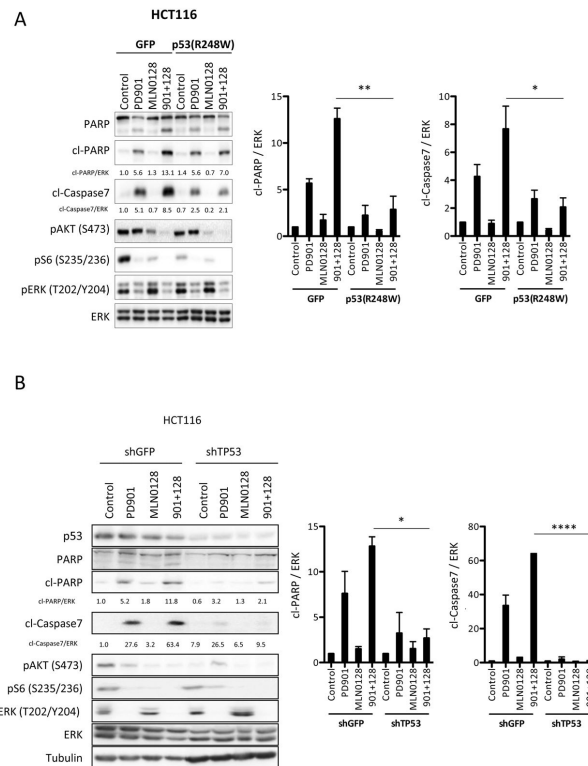 A
HCT116
GFP p53(R248W)
Control PD901 MLN0128 901+128 Control PD901 MLN0128 901+128
PARP
cl-PARP
cl-PARP/ERK 1.0 5.6 1.3 13.1 1.4 5.6 0.7 7.0
cl-Caspase7
cl-Caspase7/ERK 1.0 5.1 0.7 8.5 0.7 2.5 0.2 2.1
pAKT (S473)
pS6 (S235/236)
pERK (T202/Y204)
ERK
cl-PARP / ERK
15
10
5
0
**
Control PD901 MLN0128 901+128 Control PD901 MLN0128 901+128
GFP p53(R248W)
cl-Caspase7 / ERK
10
8
6
4
2
0
*
Control PD901 MLN0128 901+128 Control PD901 MLN0128 901+128
GFP p53(R248W)
B
HCT116
shGFP shTP53
Control PD901 MLN0128 901+128 Control PD901 MLN0128 901+128
p53
PARP
cl-PARP
cl-PARP/ERK 1.0 5.2 1.8 11.8 0.6 3.2 1.3 2.1
cl-Caspase7
cl-Caspase7/ERK 1.0 27.6 3.2 63.4 7.9 26.5 6.5 9.5
pAKT (S473)
pS6 (S235/236)
ERK (T202/Y204)
ERK
Tubulin
cl-PARP / ERK
15
10
5
0
*
Control PD901 MLN0128 901+128 Control PD901 MLN0128 901+128
shGFP shTP53
cl-Caspase7 / ERK
80
60
40
20
0
****
Control PD901 MLN0128 901+128 Control PD901 MLN0128
shGFP shTP53